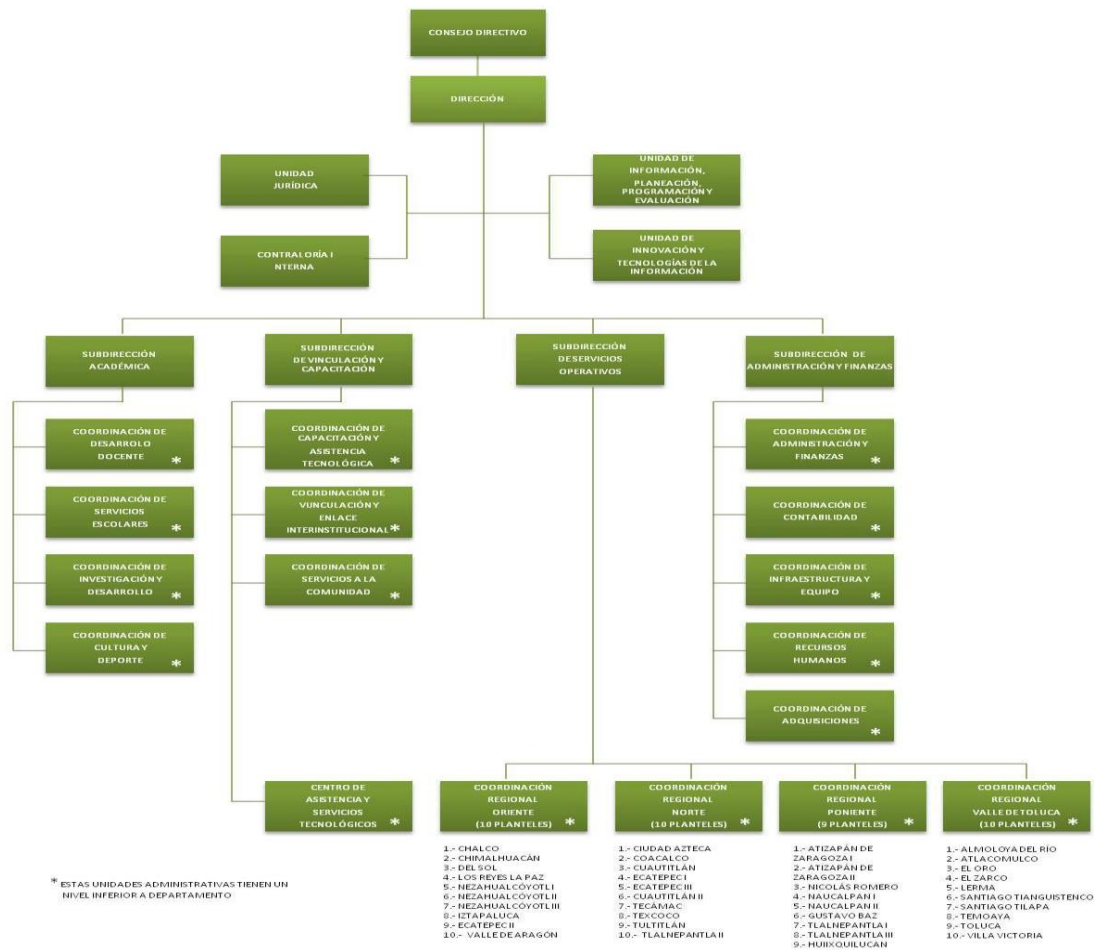 CONSEJO DIRECTIVO
DIRECCIÓN
UNIDAD
JURÍDICA
UNIDAD DE
INFORMACIÓN,
PLANEACIÓN,
PROGRAMACIÓN Y
EVALUACIÓN
CONTRALORÍA I
NTERNA
UNIDAD DE
INNOVACIÓN Y
TECNOLOGÍAS DE LA
INFORMACIÓN
SUBDIRECCIÓN
ACADÉMICA
SUBDIRECCIÓN
DE VINCULACIÓN Y
CAPACITACIÓN
SUBDIRECCIÓN
DE SERVICIOS
OPERATIVOS
SUBDIRECCIÓN DE
ADMINISTRACIÓN Y FINANZAS
COORDINACIÓN DE
DESARROLLO
DOCENTE *
COORDINACIÓN DE
SERVICIOS
ESCOLARES *
COORDINACIÓN DE
INVESTIGACIÓN Y
DESARROLLO *
COORDINACIÓN DE
CULTURA Y
DEPORTE *
COORDINACIÓN DE
CAPACITACIÓN Y
ASISTENCIA
TECNOLÓGICA *
COORDINACIÓN DE
VINCULACIÓN Y
ENLACE
INTERINSTITUCIONAL *
COORDINACIÓN DE
SERVICIOS A LA
COMUNIDAD *
CENTRO DE
ASISTENCIA Y
SERVICIOS
TECNOLÓGICOS *
COORDINACIÓN DE
ADMINISTRACIÓN Y
FINANZAS *
COORDINACIÓN DE
CONTABILIDAD *
COORDINACIÓN DE
INFRAESTRUCTURA Y
EQUIPO *
COORDINACIÓN DE
RECURSOS
HUMANOS *
COORDINACIÓN DE
ADQUISICIONES *
COORDINACIÓN
REGIONAL
ORIENTE
(10 PLANTELES) *
1.- CHALCO
2.- CHIMALHUACÁN
3.- DEL SOL
4.- LOS REYES LA PAZ
5.- NEZAHUALCÓYOTL I
6.- NEZAHUALCÓYOTL II
7.- NEZAHUALCÓYOTL III
8.- IZTAPALUCA
9.- ECATEPEC II
10.- VALLE DE ARAGÓN
COORDINACIÓN
REGIONAL
NORTE
(10 PLANTELES) *
1.- CIUDAD AZTECA
2.- COACALCO
3.- CUAUTITLÁN
4.- ECATEPEC I
5.- ECATEPEC III
6.- CUAUTITLÁN II
7.- TECÁMAC
8.- TEXCOCO
9.- TULTITLÁN
10.- TLALNEPANTLA II
COORDINACIÓN
REGIONAL
PONIENTE
(9 PLANTELES) *
1.- ATIZAPÁN DE
ZARAGOZA I
2.- ATIZAPÁN DE
ZARAGOZA II
3.- NICOLÁS ROMERO
4.- NAUCALPAN I
5.- NAUCALPAN II
6.- GUSTAVO BAZ
7.- TLALNEPANTLA I
8.- TLALNEPANTLA III
9.- HUIIXQUILUCAN
COORDINACIÓN
REGIONAL
VALLE DE TOLUCA
(10 PLANTELES) *
1.- ALMOLOYA DEL RÍO
2.- ATLACOMULCO
3.- EL ORO
4.- EL ZARCO
5.- LERMA
6.- SANTIAGO TIANGUISTENCO
7.- SANTIAGO TILAPA
8.- TEMOAYA
9.- TOLUCA
10.- VILLA VICTORIA
* ESTAS UNIDADES ADMINISTRATIVAS TIENEN UN
NIVEL INFERIOR A DEPARTAMENTO